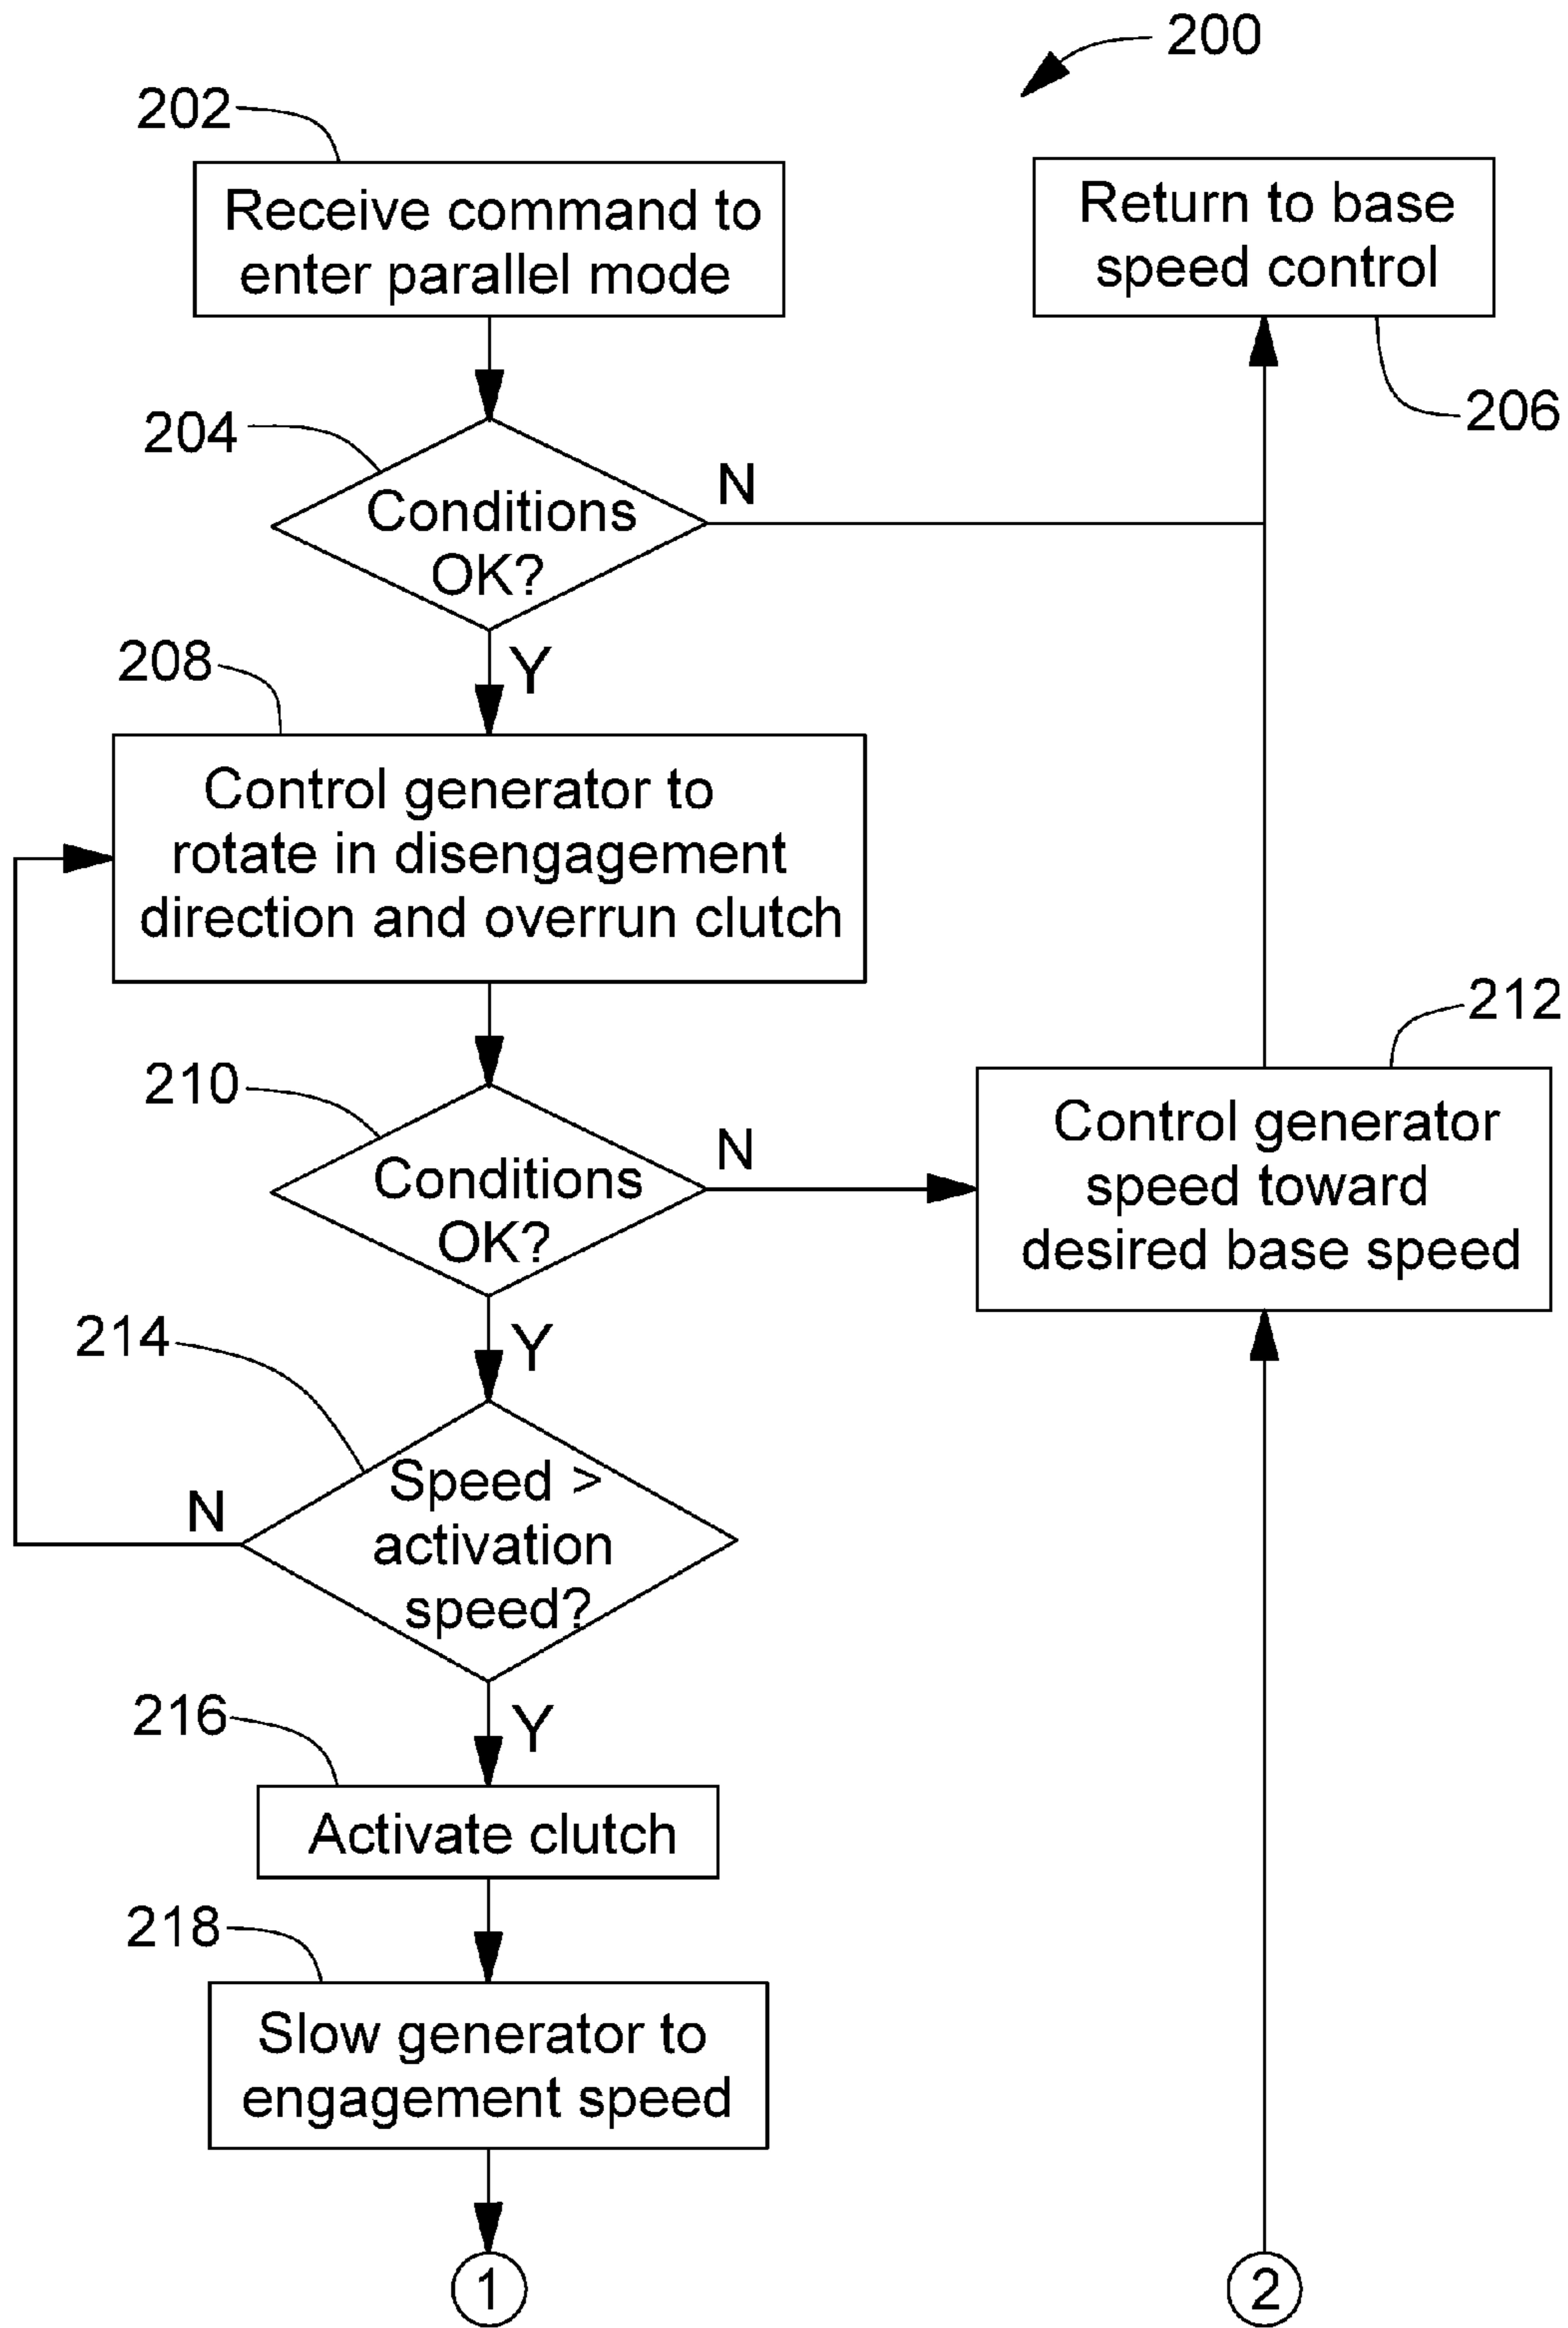 200
202
Receive command to
enter parallel mode
Return to base
speed control
206
204
Conditions
OK?
N
Y
208
Control generator to
rotate in disengagement
direction and overrun clutch
212
210
Conditions
OK?
N
Control generator
speed toward
desired base speed
Y
214
Speed >
activation
speed?
N
Y
216
Activate clutch
218
Slow generator to
engagement speed
1
2